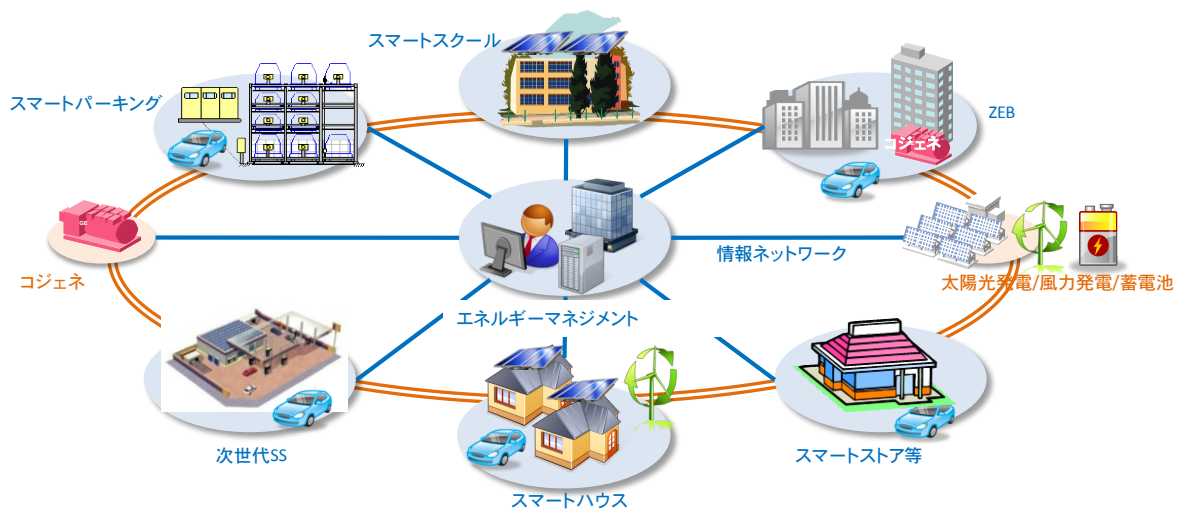 スマートスクール
スマートパーキング
ZEB
コジェネ
GE
情報ネットワーク
コジェネ
太陽光発電/風力発電/蓄電池
エネルギーマネジメント
次世代SS
スマートストア等
スマートハウス